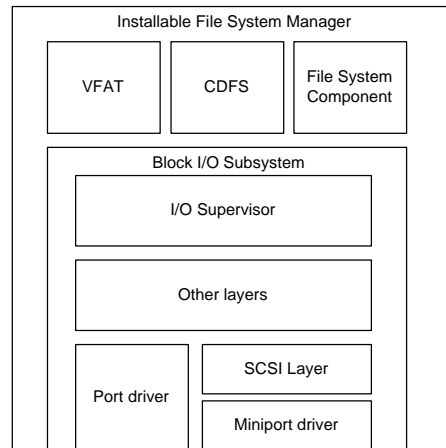 Installable File System Manager
VFAT
CDFS
File System
Component
Block I/O Subsystem
I/O Supervisor
Other layers
Port driver
SCSI Layer
Miniport driver